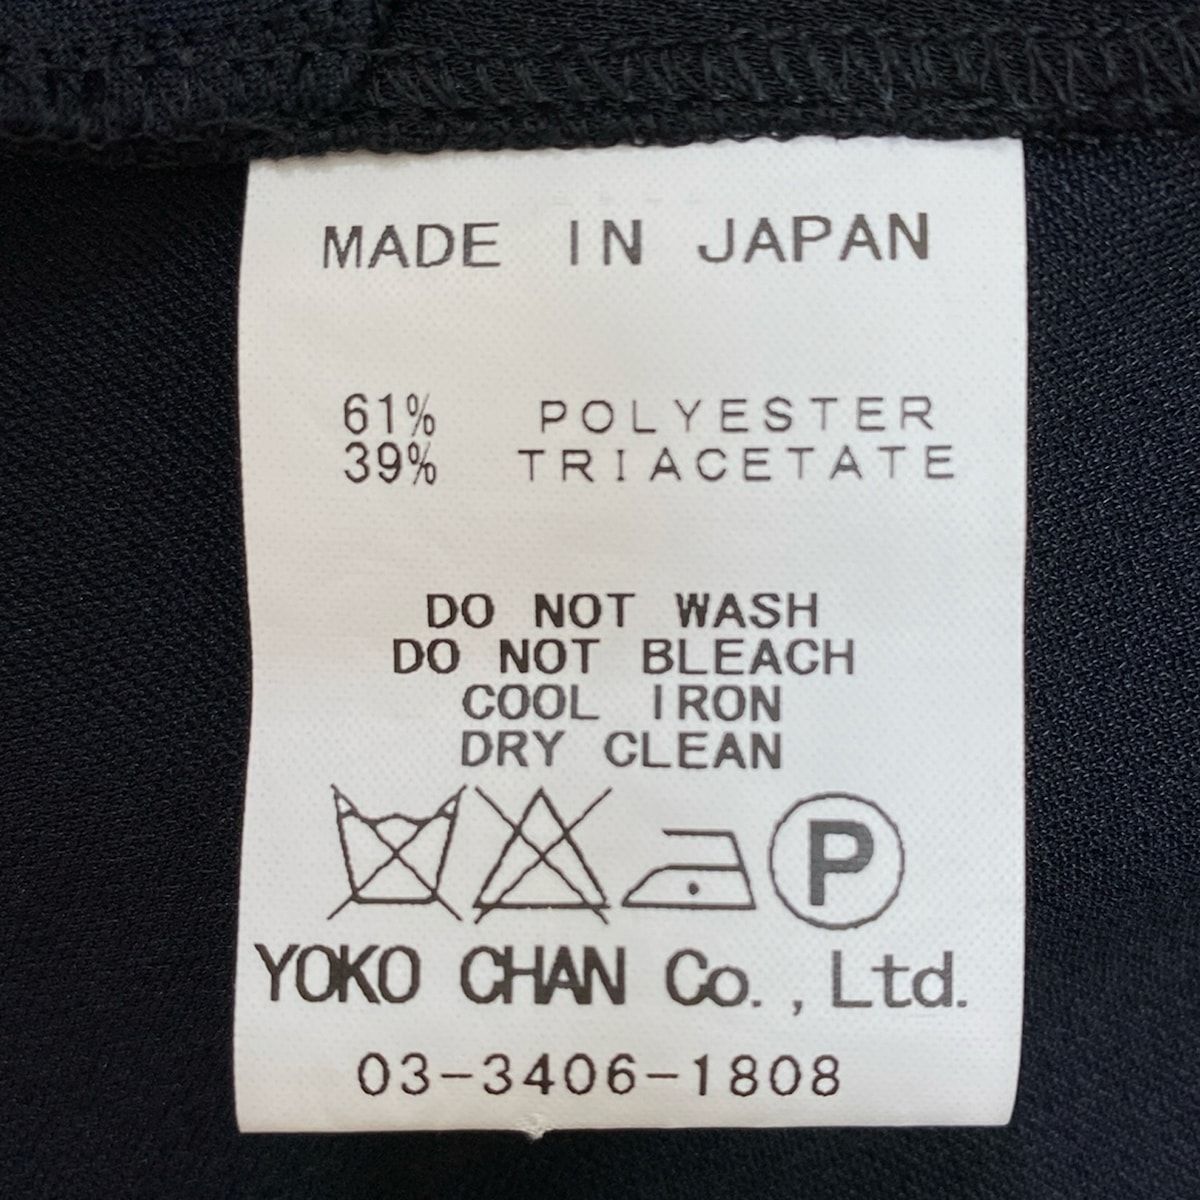 MADE IN JAPAN
61% POLYESTER
39% TRIACETATE
DO NOT WASH
DO NOT BLEACH
COOL IRON
DRY CLEAN
P
YOKO CHAN Co., Ltd.
03-3406-1808